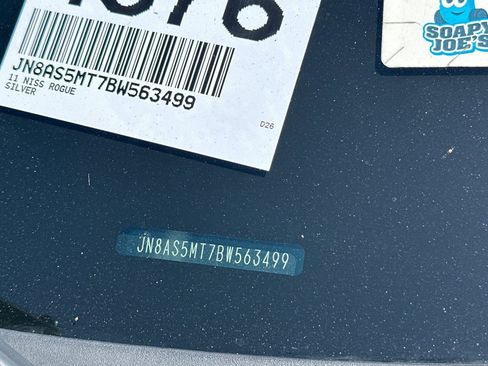 JN8AS5MT7BW563499
11 NISS ROGUE
SILVER
D26
SOAPY
JOE'S
JN8AS5MT7BW563499